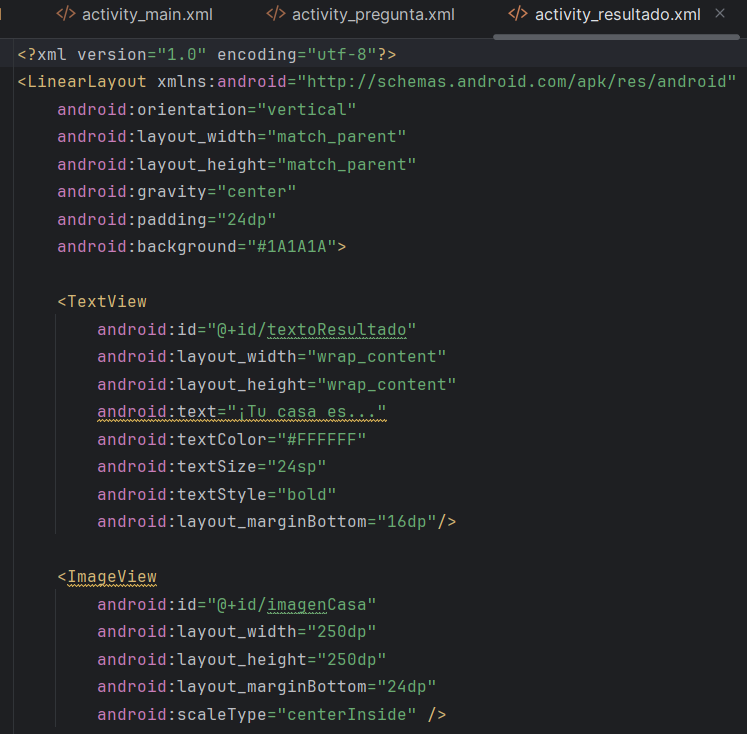 activity_main.xml
activity_pregunta.xml
activity_resultado.xml
<?xml version="1.0" encoding="utf-8"?>
<LinearLayout xmlns:android="http://schemas.android.com/apk/res/android"
    android:orientation="vertical"
    android:layout_width="match_parent"
    android:layout_height="match_parent"
    android:gravity="center"
    android:padding="24dp"
    android:background="#1A1A1A">

    <TextView
        android:id="@+id/textoResultado"
        android:layout_width="wrap_content"
        android:layout_height="wrap_content"
        android:text="¡Tu casa es..."
        android:textColor="#FFFFFF"
        android:textSize="24sp"
        android:textStyle="bold"
        android:layout_marginBottom="16dp"/>

    <ImageView
        android:id="@+id/imagenCasa"
        android:layout_width="250dp"
        android:layout_height="250dp"
        android:layout_marginBottom="24dp"
        android:scaleType="centerInside" />